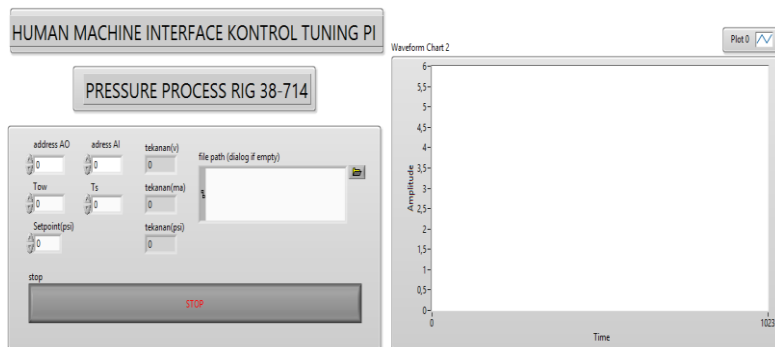 HUMAN MACHINE INTERFACE KONTROL TUNING PI
PRESSURE PROCESS RIG 38-714
address AO
adress AI
tekanan(v)
file path (dialog if empty)
0
0
0
Tow
Ts
tekanan(ma)
0
0
0
Setpoint(psi)
tekanan(psi)
0
0
stop
STOP
Waveform Chart 2
Plot 0
Amplitude
6
5,5
5
4,5
4
3,5
3
2,5
2
1,5
1
0,5
0
0
1023
Time